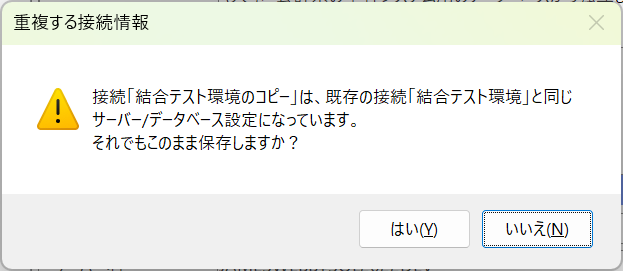 重複する接続情報
接続「結合テスト環境のコピー」は、既存の接続「結合テスト環境」と同じ
サーバー/データベース設定になっています。
それでもこのまま保存しますか？
はい(Y)
いいえ(N)